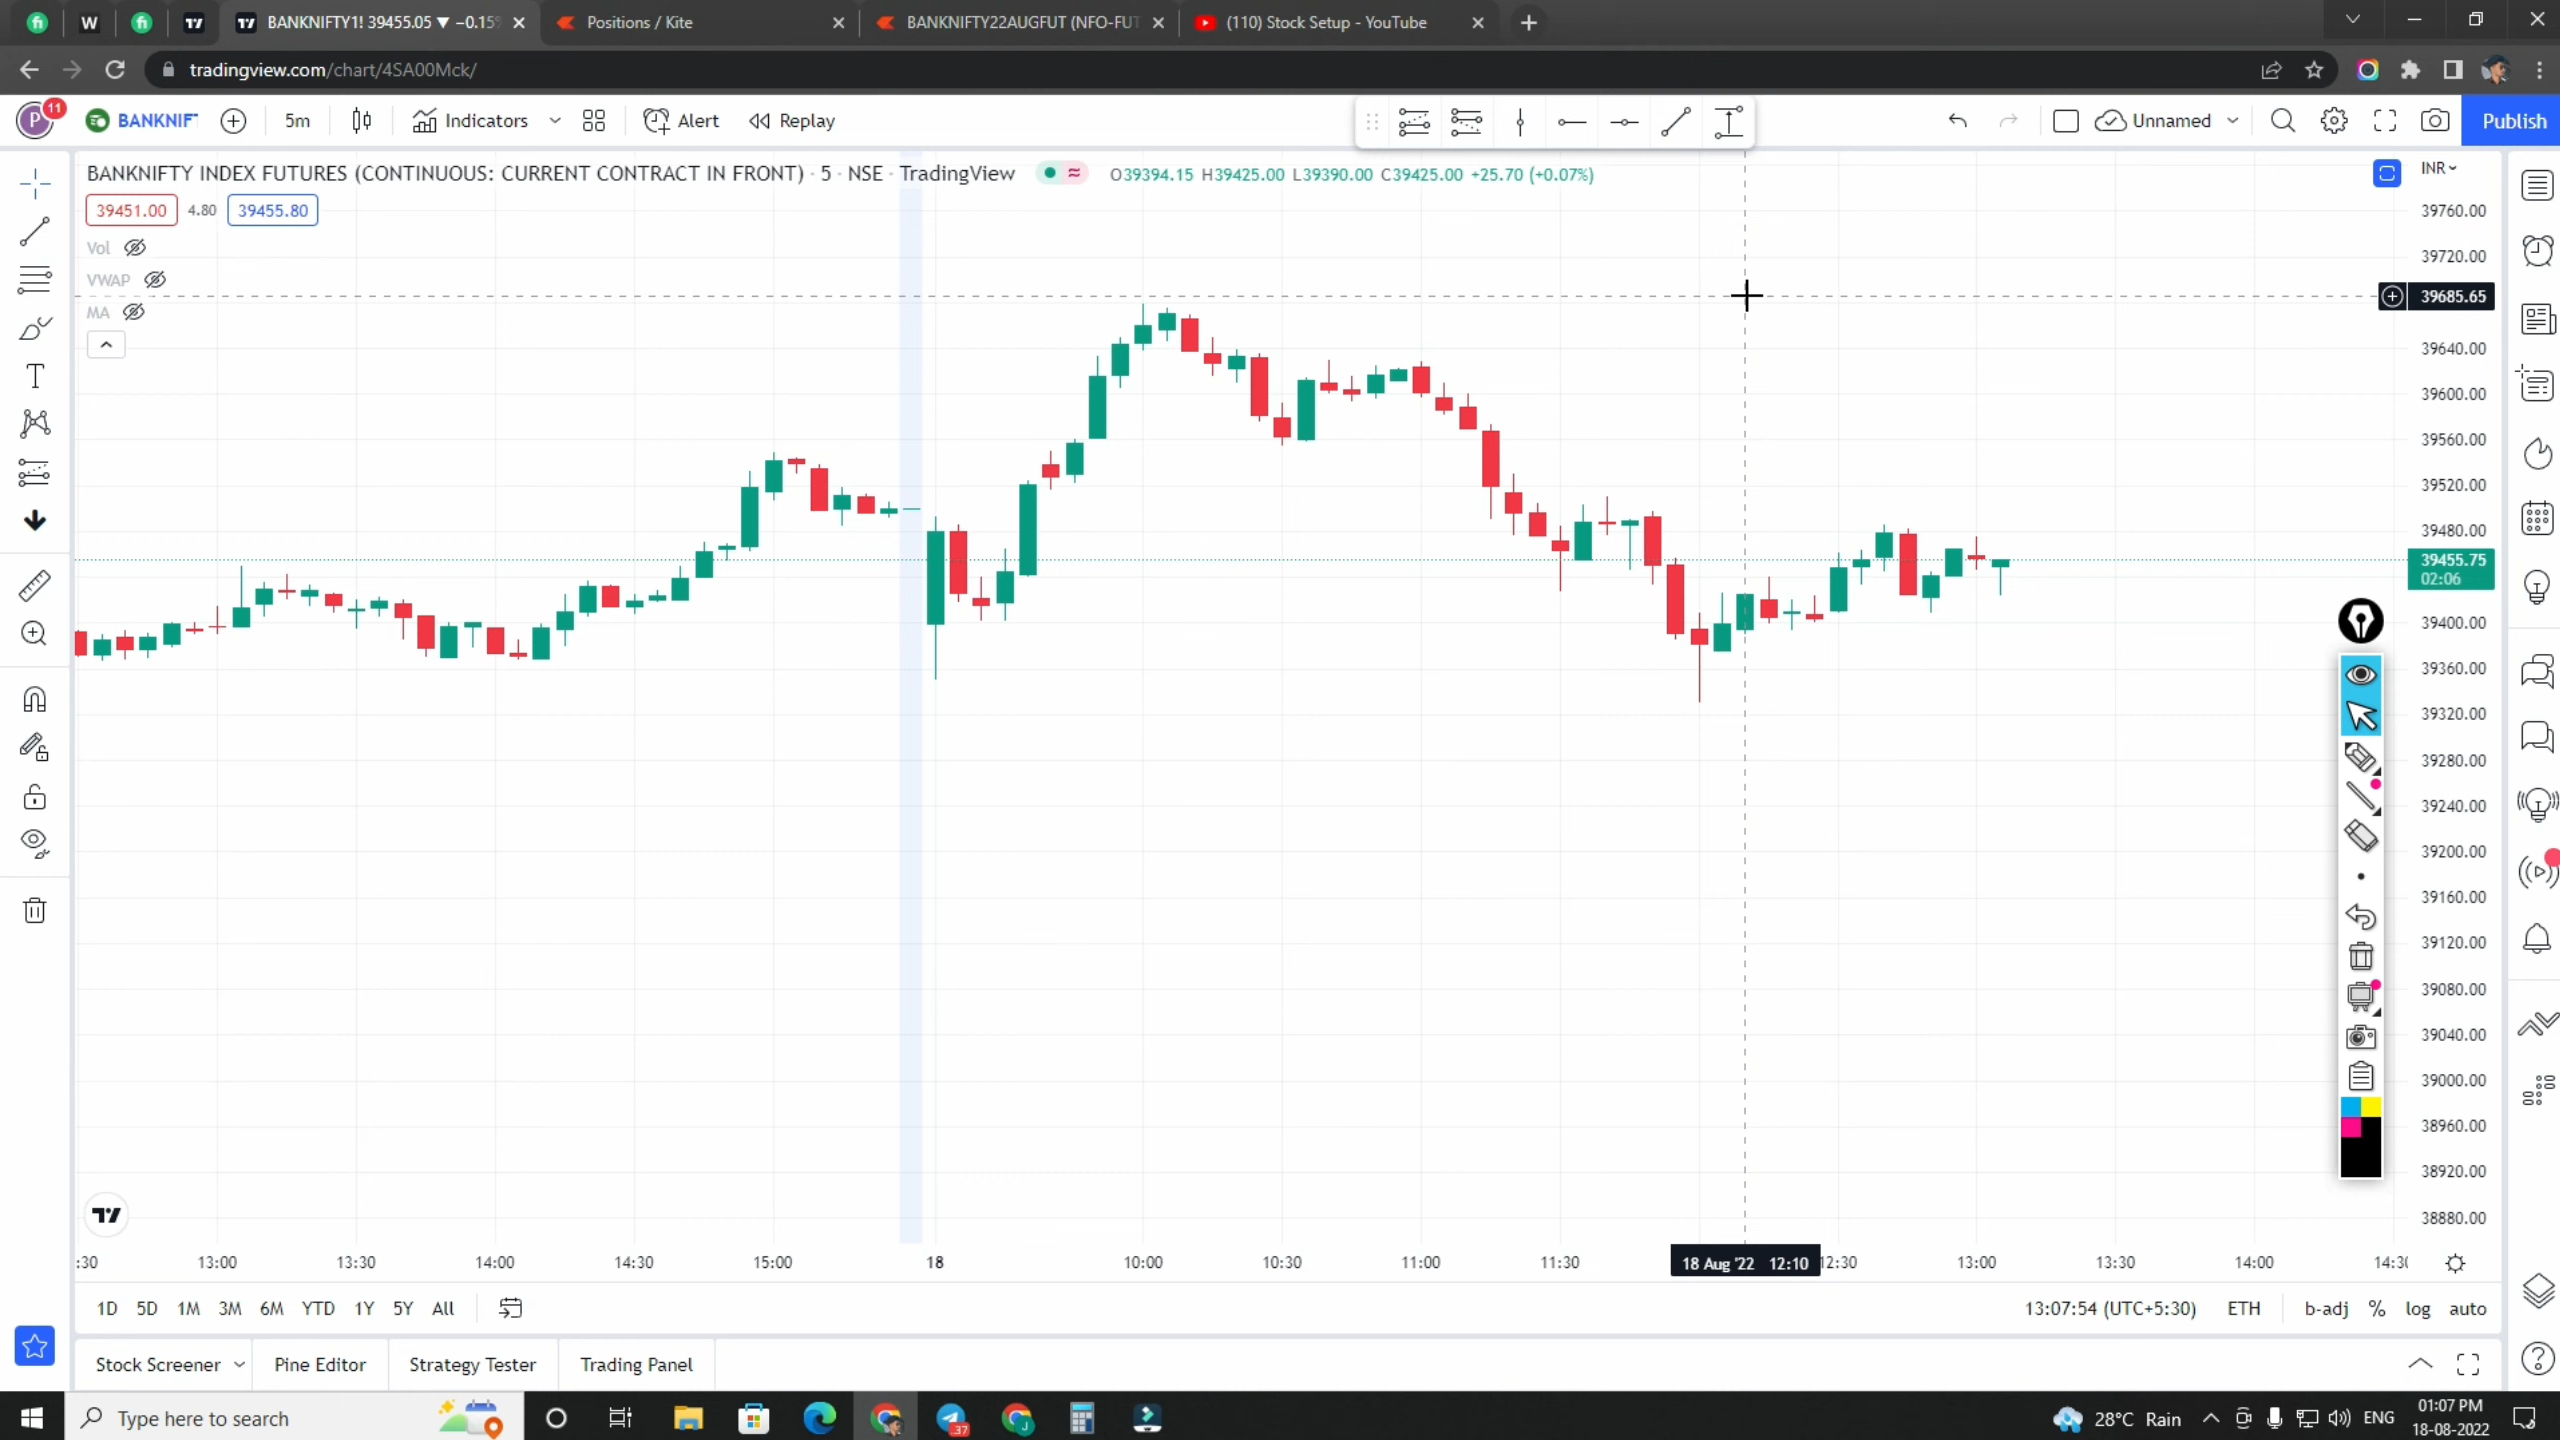 W
BANKNIFTY1! 39455.05 ▼ −0.15%
Positions / Kite
BANKNIFTY22AUGFUT (NFO-FUT
(110) Stock Setup - YouTube
tradingview.com/chart/4SA00Mck/
P 11
BANKNIF
5m
Indicators
Alert
Replay
Unnamed
Publish
BANKNIFTY INDEX FUTURES (CONTINUOUS: CURRENT CONTRACT IN FRONT) · 5 · NSE · TradingView
O39394.15 H39425.00 L39390.00 C39425.00 +25.70 (+0.07%)
INR
39451.00 4.80 39455.80
Vol
VWAP
MA
39760.00
39720.00
39685.65
39640.00
39600.00
39560.00
39520.00
39480.00
39455.75
02:06
39400.00
39360.00
39320.00
39280.00
39240.00
39200.00
39160.00
39120.00
39080.00
39040.00
39000.00
38960.00
38920.00
38880.00
:30 13:00 13:30 14:00 14:30 15:00 18 10:00 10:30 11:00 11:30 18 Aug '22 12:10 12:30 13:00 13:30 14:00 14:30
1D 5D 1M 3M 6M YTD 1Y 5Y All
13:07:54 (UTC+5:30) ETH b-adj % log auto
Stock Screener Pine Editor Strategy Tester Trading Panel
Type here to search
37
J
28°C Rain
ENG
01:07 PM
18-08-2022